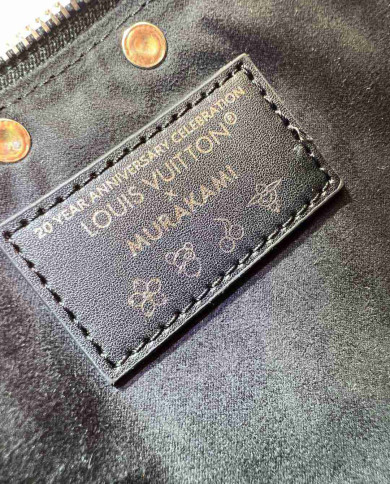 20 YEAR ANNIVERSARY CELEBRATION
LOUIS VUITTON®
×
MURAKAMI